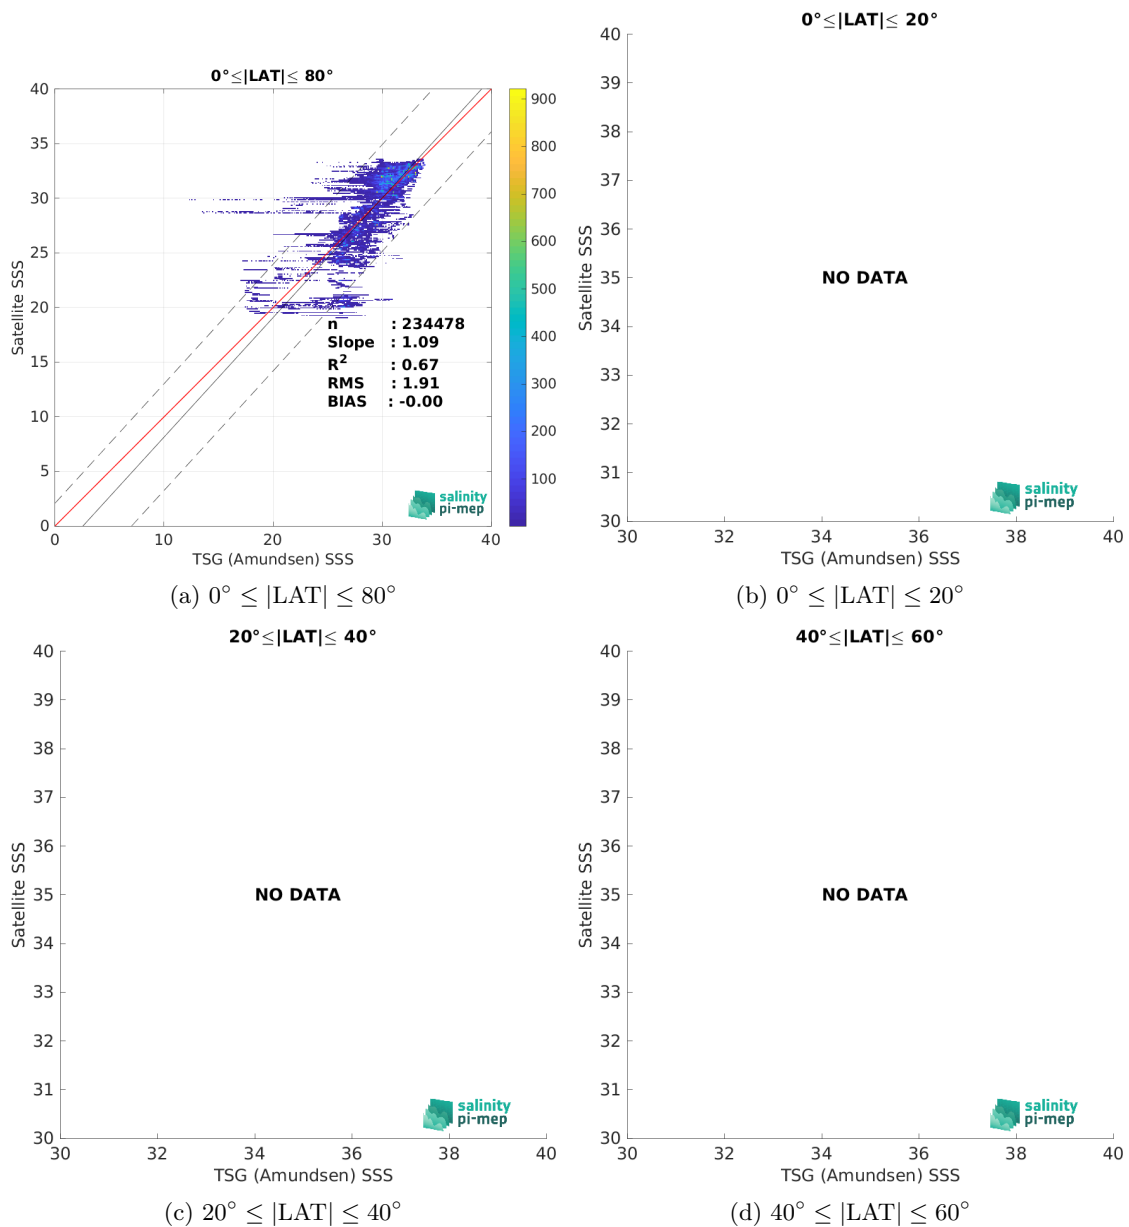 0°≤|LAT|≤ 80°
40
35
30
25
20
15
10
5
0
Satellite SSS
0
10
20
30
40
TSG (Amundsen) SSS
n : 234478
Slope : 1.09
R² : 0.67
RMS : 1.91
BIAS : -0.00
900
800
700
600
500
400
300
200
100
salinity
pi-mep
(a) 0° ≤ |LAT| ≤ 80°
0°≤|LAT|≤ 20°
40
39
38
37
36
35
34
33
32
31
30
Satellite SSS
NO DATA
salinity
pi-mep
30
32
34
36
38
40
TSG (Amundsen) SSS
(b) 0° ≤ |LAT| ≤ 20°
20°≤|LAT|≤ 40°
40
39
38
37
36
35
34
33
32
31
30
Satellite SSS
NO DATA
salinity
pi-mep
30
32
34
36
38
40
TSG (Amundsen) SSS
(c) 20° ≤ |LAT| ≤ 40°
40°≤|LAT|≤ 60°
40
39
38
37
36
35
34
33
32
31
30
Satellite SSS
NO DATA
salinity
pi-mep
30
32
34
36
38
40
TSG (Amundsen) SSS
(d) 40° ≤ |LAT| ≤ 60°